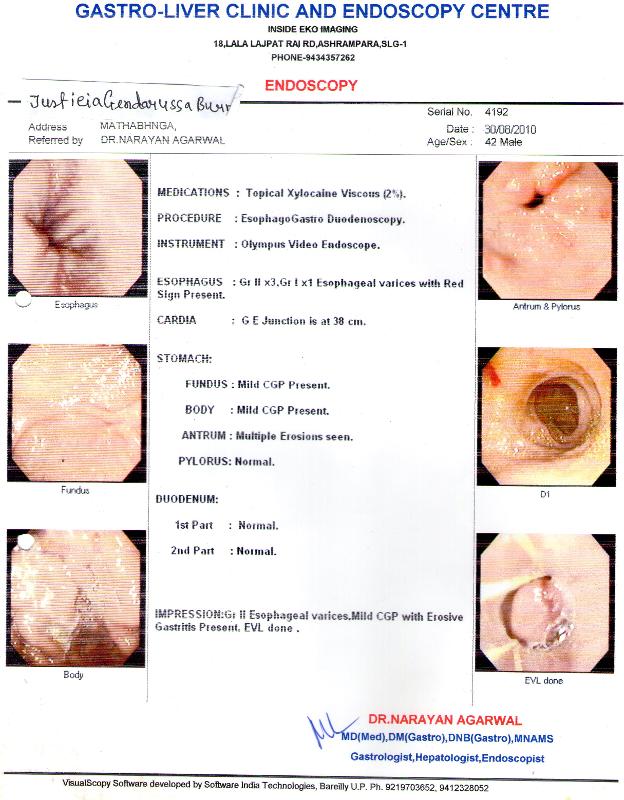 GASTRO-LIVER CLINIC AND ENDOSCOPY CENTRE
INSIDE EKO IMAGING
18,LALA LAJPAT RAI RD,ASHRAMPARA,SLG-1
PHONE-9434357262
ENDOSCOPY
Justicia Gendarussa Burr
Serial No. 4192
Address MATHABHNGA,
Date : 30/08/2010
Referred by DR.NARAYAN AGARWAL
Age/Sex : 42 Male
MEDICATIONS : Topical Xylocaine Viscous (2%).
PROCEDURE : EsophagoGastro Duodenoscopy.
INSTRUMENT : Olympus Video Endoscope.
ESOPHAGUS : Gr II x3,Gr I x1 Esophageal varices with Red
Sign Present.
CARDIA : G E Junction is at 38 cm.
STOMACH:
FUNDUS : Mild CGP Present.
BODY : Mild CGP Present.
ANTRUM : Multiple Erosions seen.
PYLORUS: Normal.
DUODENUM:
1st Part : Normal.
2nd Part : Normal.
IMPRESSION:Gr II Esophageal varices.Mild CGP with Erosive
Gastritis Present. EVL done .
Esophagus
Fundus
Body
Antrum & Pylorus
D1
EVL done
DR.NARAYAN AGARWAL
MD(Med),DM(Gastro),DNB(Gastro),MNAMS
Gastrologist,Hepatologist,Endoscopist
VisualScopy Software developed by Software India Technologies, Bareilly U.P. Ph. 9219703652, 9412328052